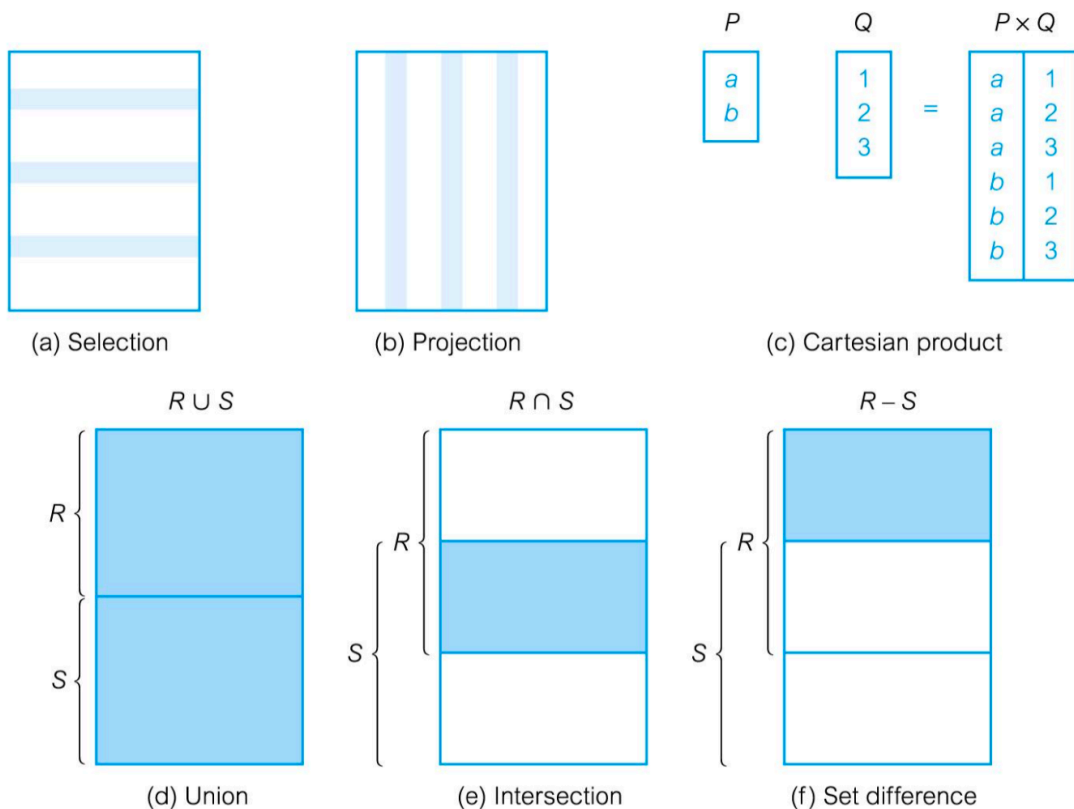 P Q P × Q
a 1 a 1
b 2 = a 2
3 a 3
b 1
b 2
b 3
(a) Selection (b) Projection (c) Cartesian product
R ∪ S R ∩ S R – S
R R R
S S S
(d) Union (e) Intersection (f) Set difference